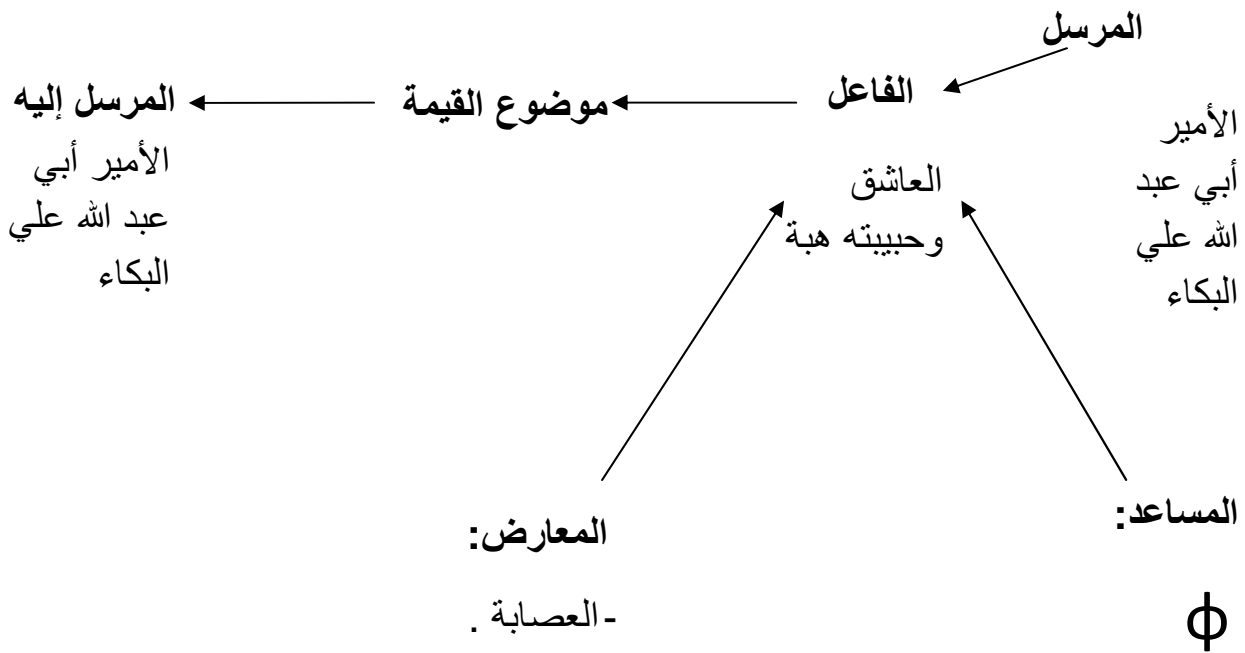 المرسل
الأمير
أبي عبد
الله علي
البكاء
الفاعل
العاشق
وحبيبته هبة
موضوع القيمة
المرسل إليه
الأمير أبي
عبد الله علي
البكاء
المساعد:
ф
المعارض:
-العصابة .